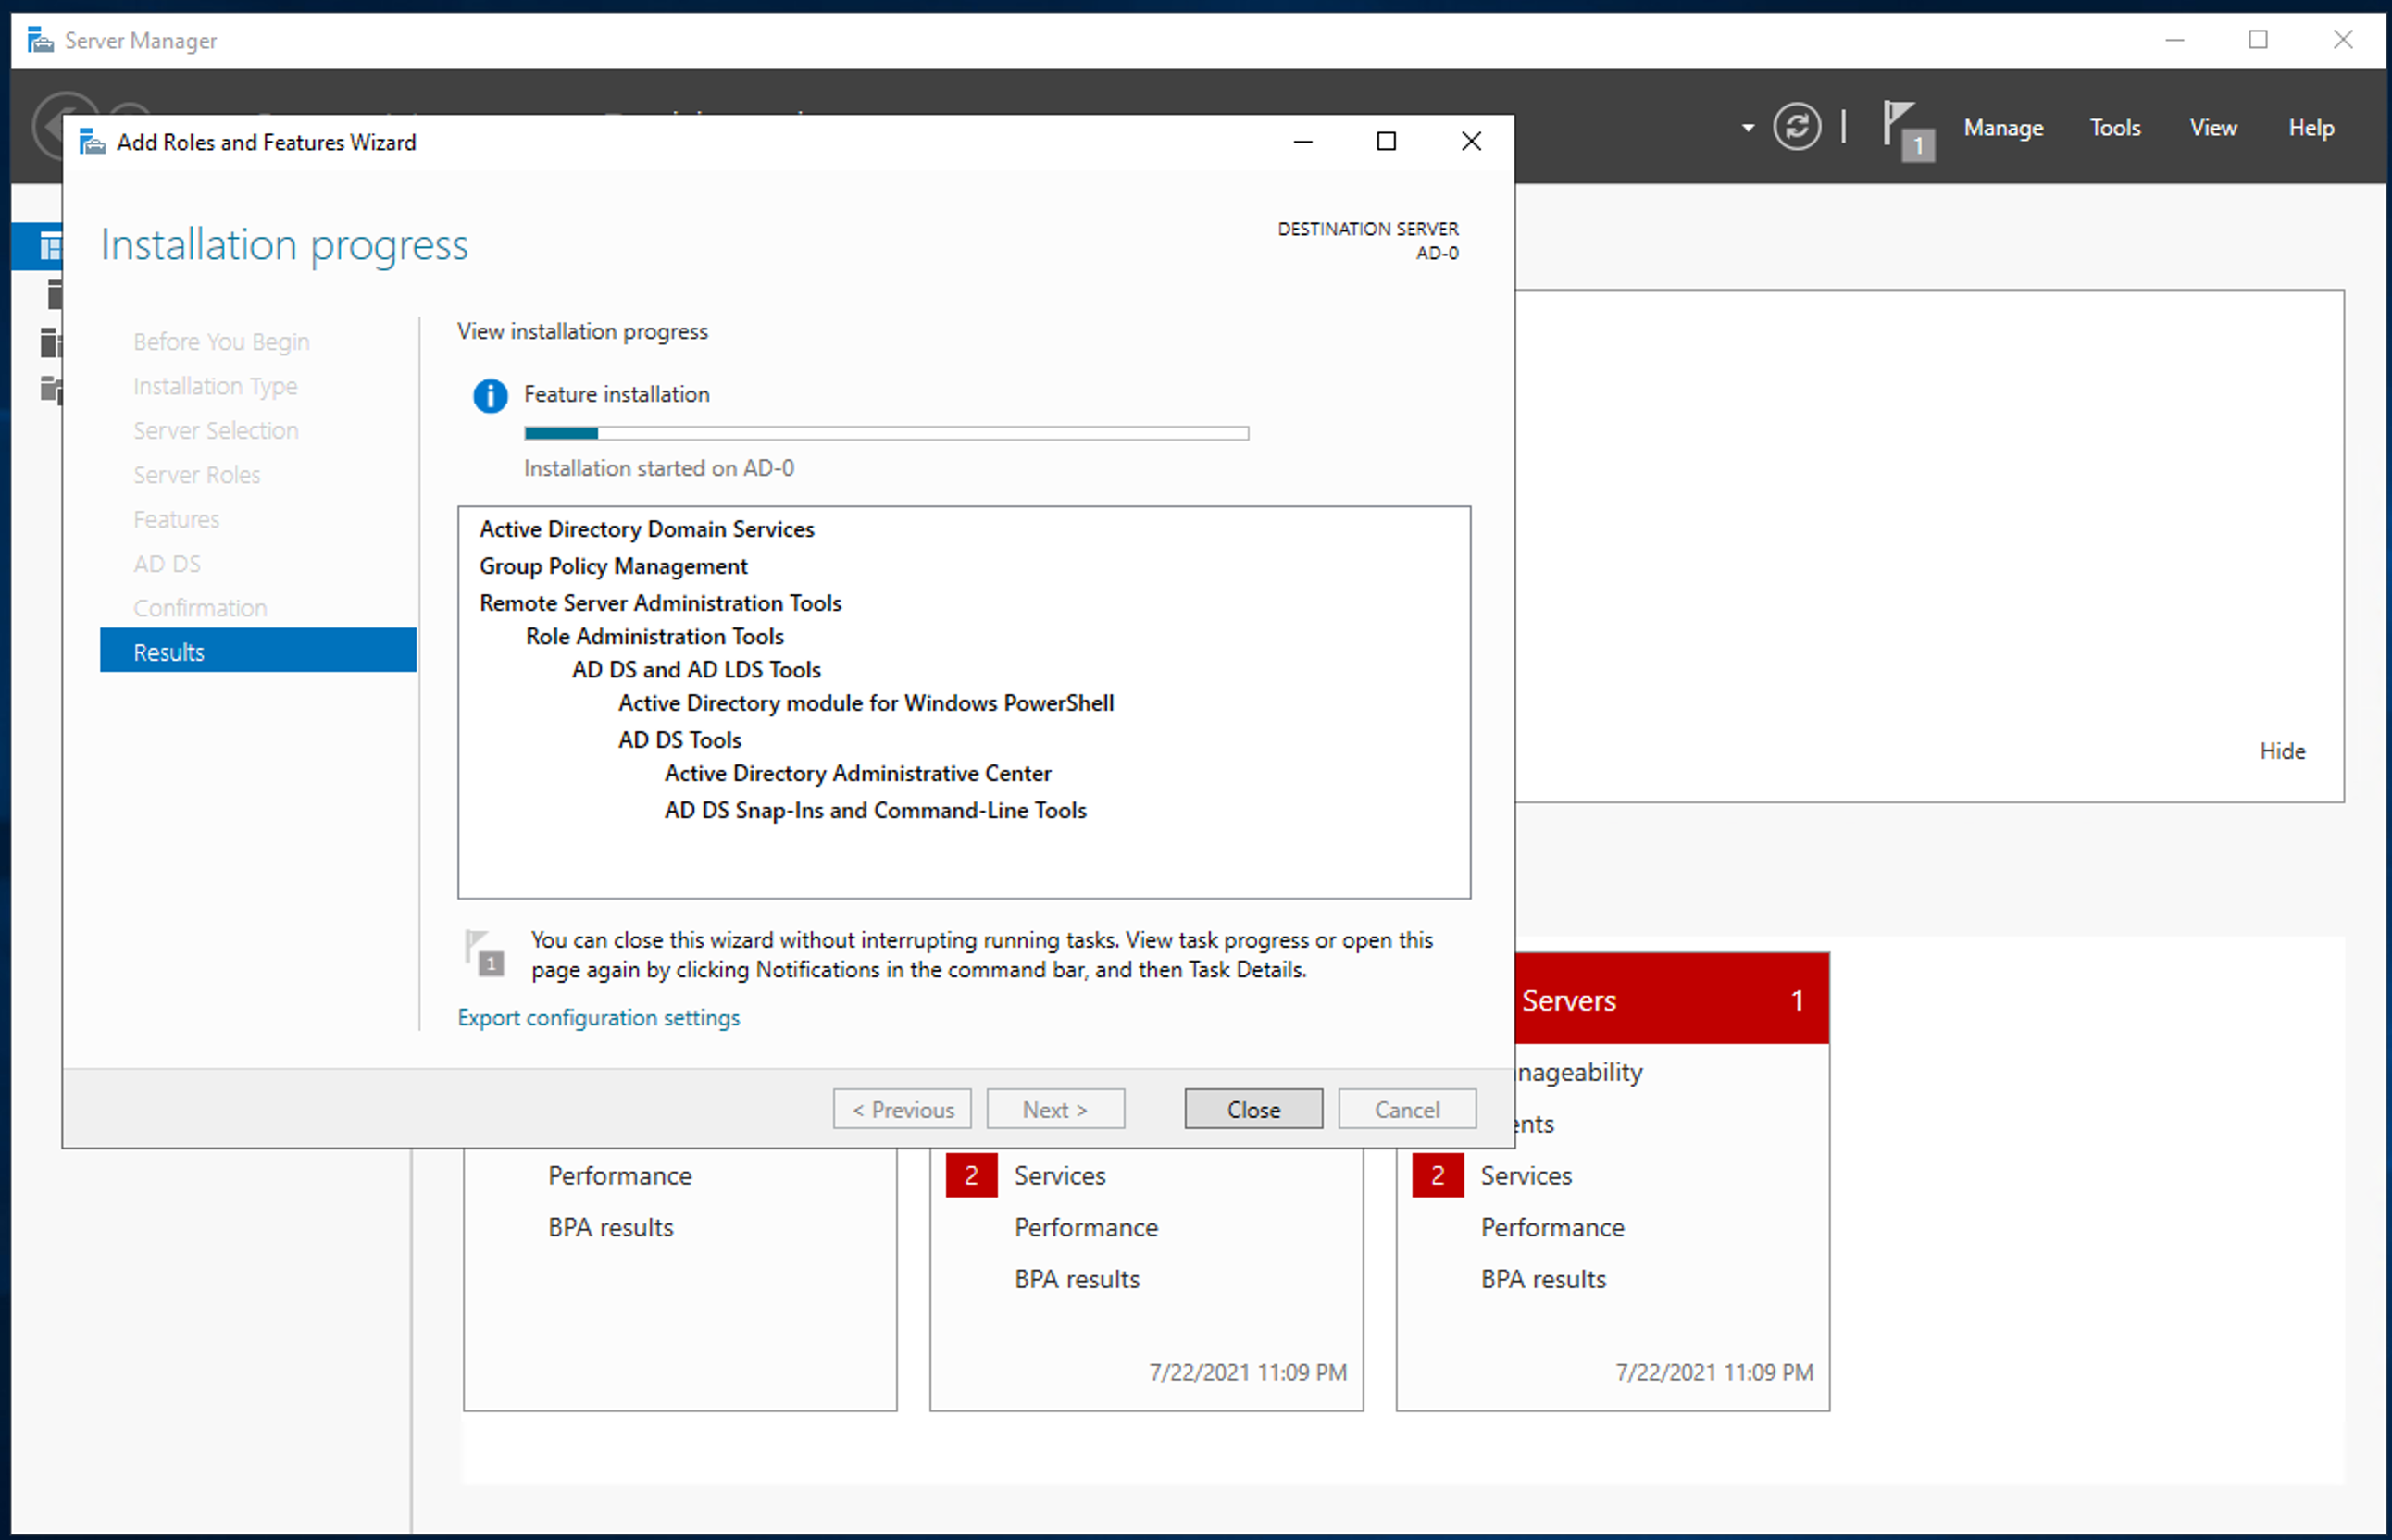 Server Manager
Manage
Tools
View
Help
1
Add Roles and Features Wizard
Installation progress
DESTINATION SERVER
AD-0
Before You Begin
Installation Type
Server Selection
Server Roles
Features
AD DS
Confirmation
Results
View installation progress
Feature installation
Installation started on AD-0
Active Directory Domain Services
Group Policy Management
Remote Server Administration Tools
Role Administration Tools
AD DS and AD LDS Tools
Active Directory module for Windows PowerShell
AD DS Tools
Active Directory Administrative Center
AD DS Snap-Ins and Command-Line Tools
1
You can close this wizard without interrupting running tasks. View task progress or open this
page again by clicking Notifications in the command bar, and then Task Details.
Export configuration settings
< Previous
Next >
Close
Cancel
Hide
Performance
BPA results
2 Services
Performance
BPA results
7/22/2021 11:09 PM
Servers 1
nageability
ents
2 Services
Performance
BPA results
7/22/2021 11:09 PM